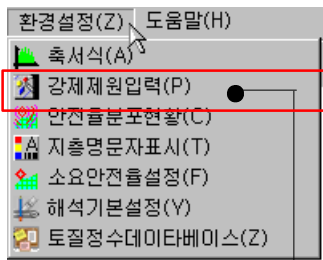 환경설정(Z) 도움말(H)
축서식(A)
강제제원입력(P)
안전율분포현황(C)
지층명문자표시(T)
소요안전율설정(F)
해석기본설정(Y)
토질정수데이타베이스(Z)